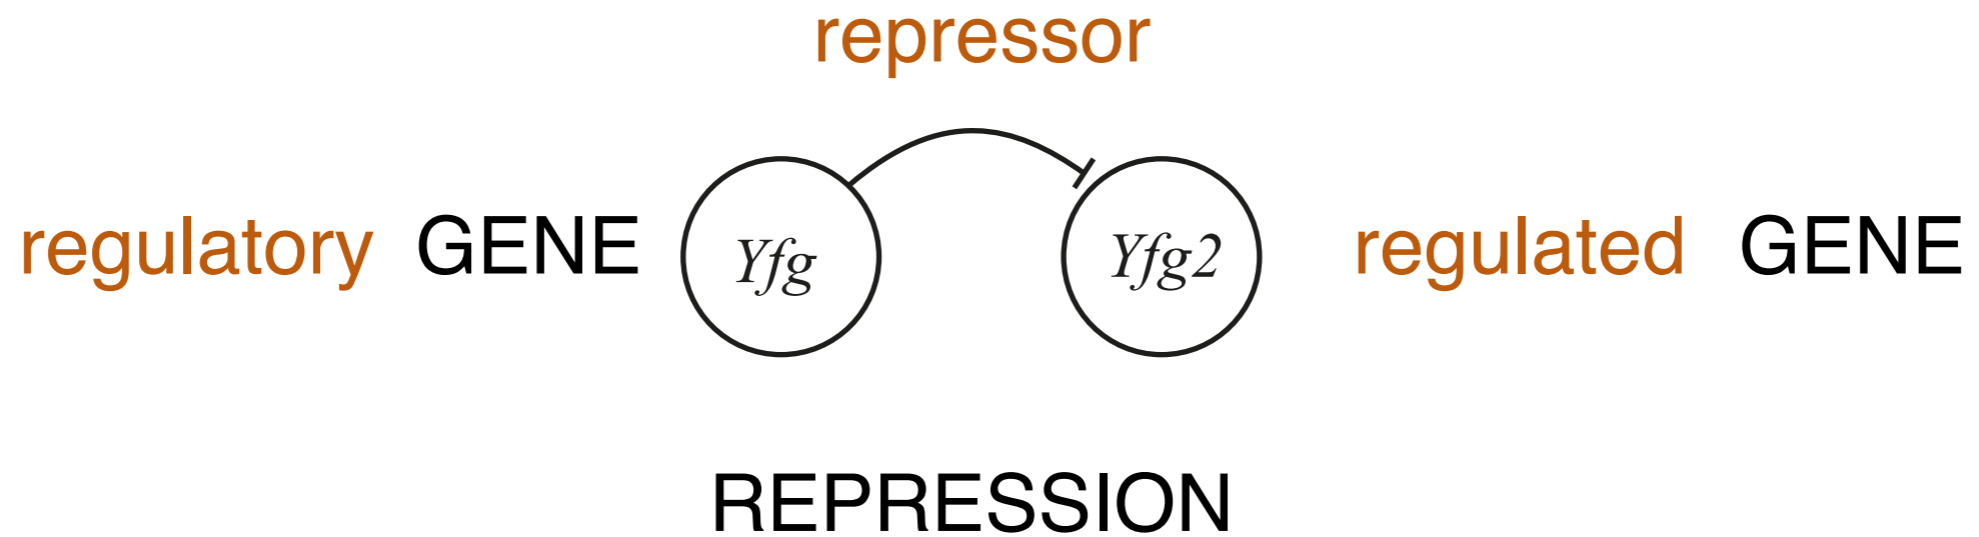 repressor
regulatory GENE Yfg Yfg2 regulated GENE
REPRESSION